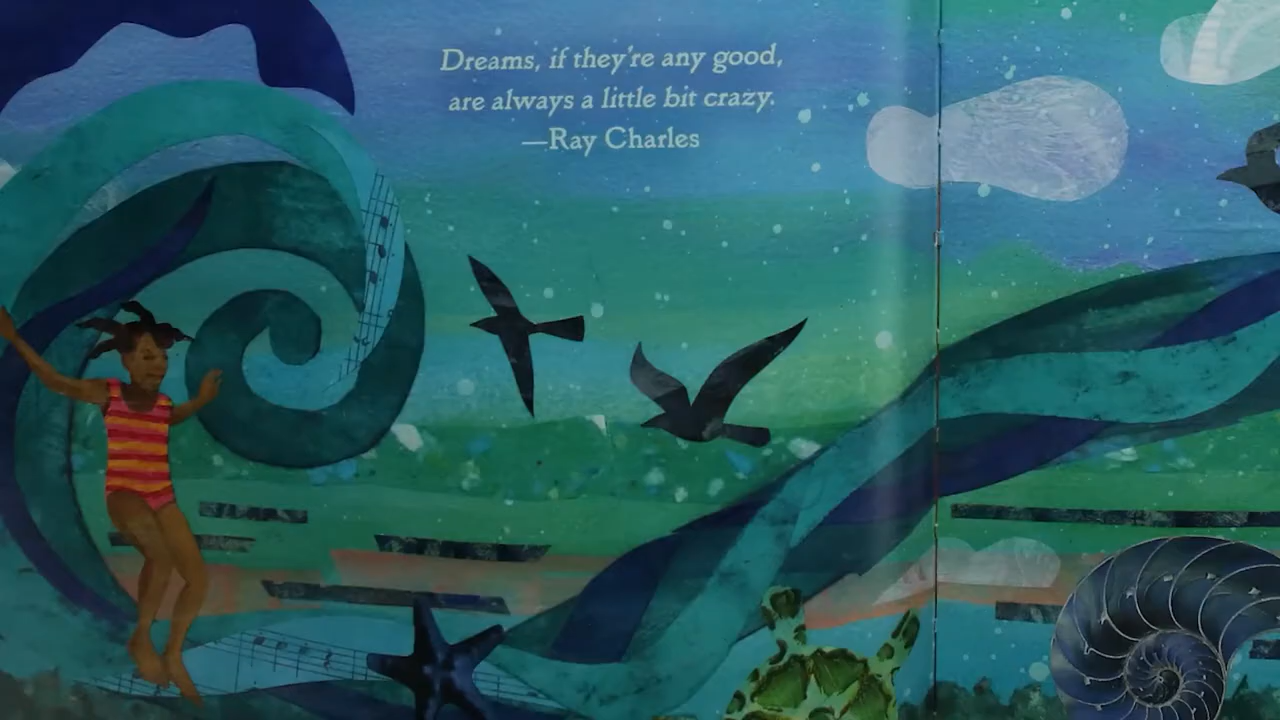 Dreams, if they're any good,
are always a little bit crazy.
—Ray Charles